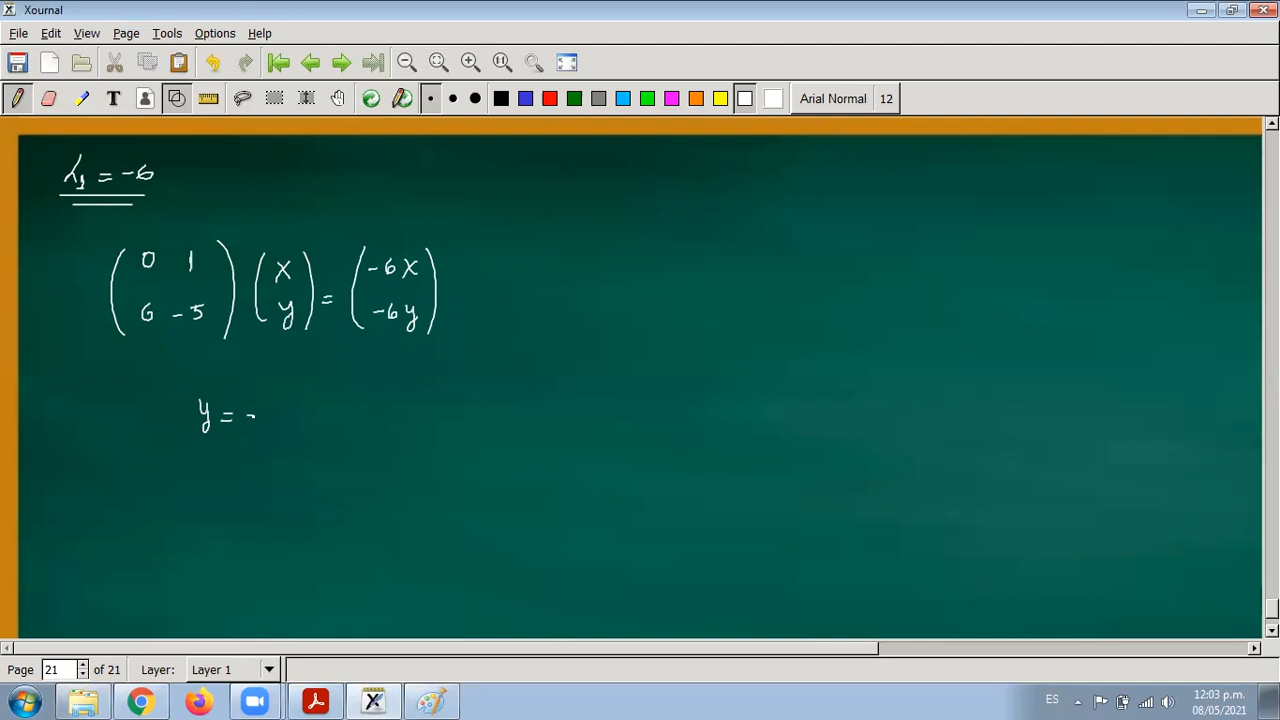 Xournal
File Edit View Page Tools Options Help
Arial Normal 12
λ1 = -6
( 0 1 ) ( x ) = ( -6x )
( 6 -5 ) ( y ) ( -6y )
y = -
Page 21 of 21 Layer: Layer 1
ES 12:03 p.m.
08/05/2021